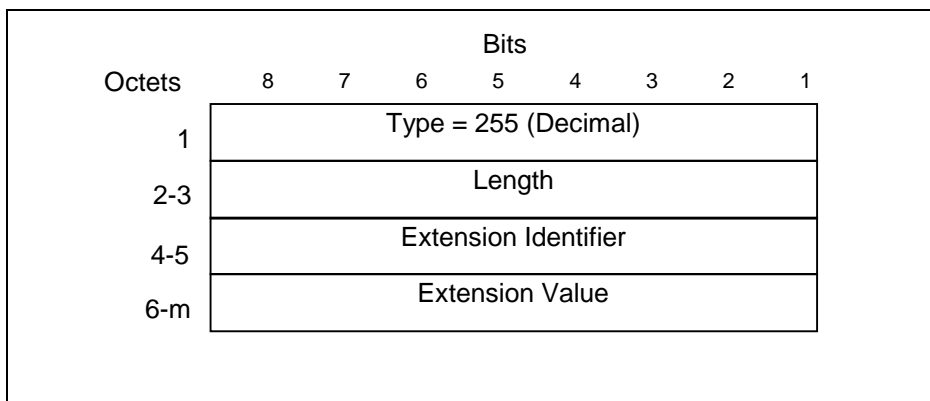 Bits
Octets 8 7 6 5 4 3 2 1
1 Type = 255 (Decimal)
2-3 Length
4-5 Extension Identifier
6-m Extension Value